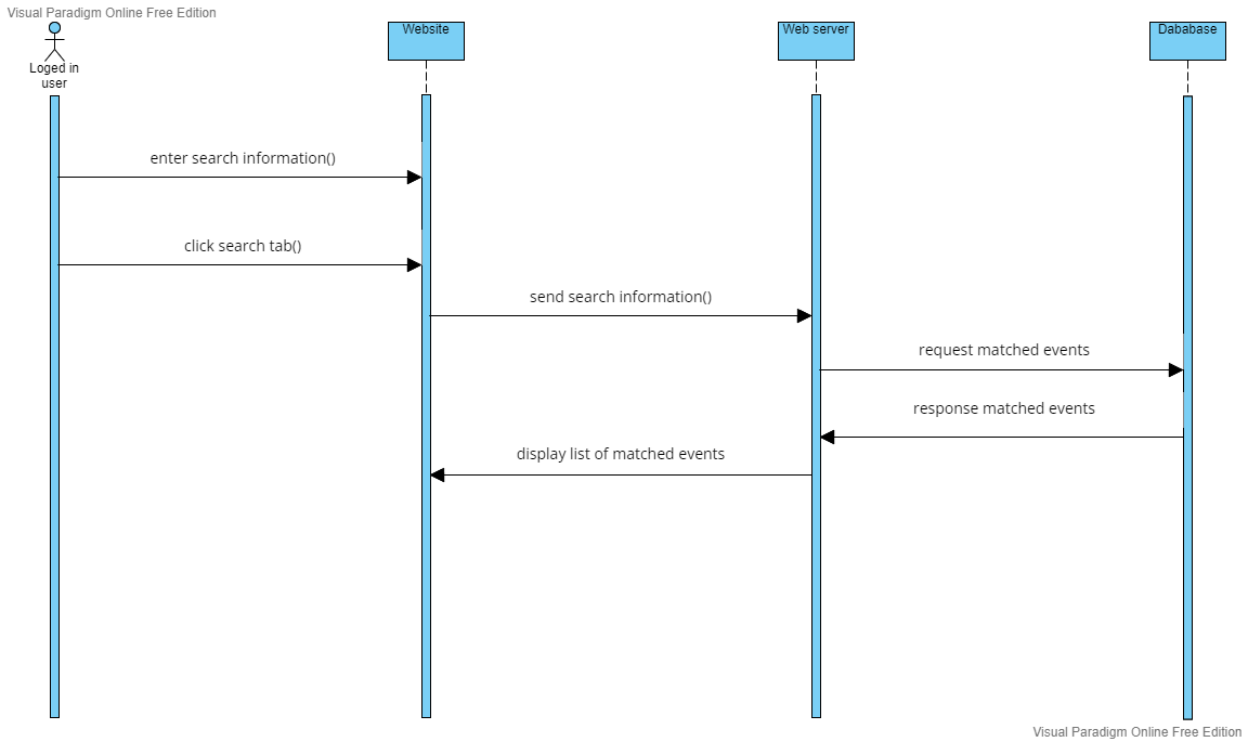 Visual Paradigm Online Free Edition
Loged in
user
Website
Web server
Dababase
enter search information()
click search tab()
send search information()
request matched events
response matched events
display list of matched events
Visual Paradigm Online Free Edition